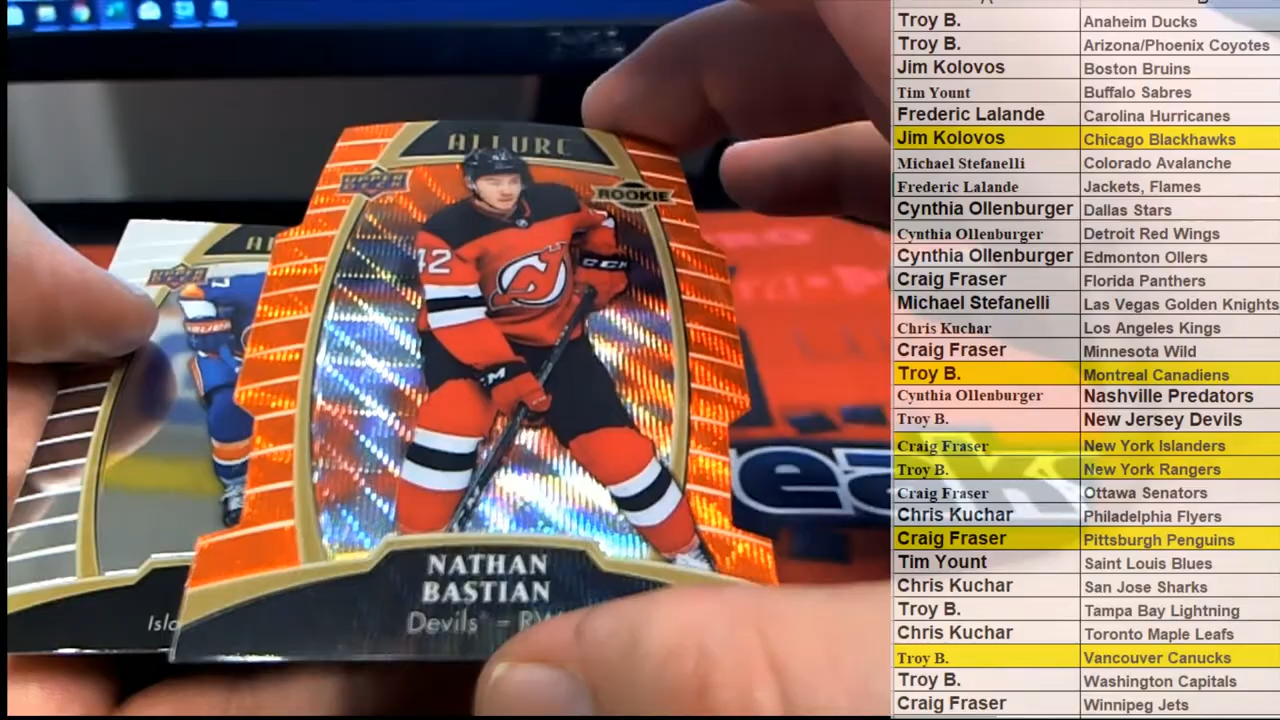 ALLURE
UPPER DECK
ROOKIE
42
42
CCM
CCM
NATHAN
BASTIAN
Devils - RW
Troy B. Anaheim Ducks
Troy B. Arizona/Phoenix Coyotes
Jim Kolovos Boston Bruins
Tim Yount Buffalo Sabres
Frederic Lalande Carolina Hurricanes
Jim Kolovos Chicago Blackhawks
Michael Stefanelli Colorado Avalanche
Frederic Lalande Jackets, Flames
Cynthia Ollenburger Dallas Stars
Cynthia Ollenburger Detroit Red Wings
Cynthia Ollenburger Edmonton Oilers
Craig Fraser Florida Panthers
Michael Stefanelli Las Vegas Golden Knights
Chris Kuchar Los Angeles Kings
Craig Fraser Minnesota Wild
Troy B. Montreal Canadiens
Cynthia Ollenburger Nashville Predators
Troy B. New Jersey Devils
Craig Fraser New York Islanders
Troy B. New York Rangers
Craig Fraser Ottawa Senators
Chris Kuchar Philadelphia Flyers
Craig Fraser Pittsburgh Penguins
Tim Yount Saint Louis Blues
Chris Kuchar San Jose Sharks
Troy B. Tampa Bay Lightning
Chris Kuchar Toronto Maple Leafs
Troy B. Vancouver Canucks
Troy B. Washington Capitals
Craig Fraser Winnipeg Jets